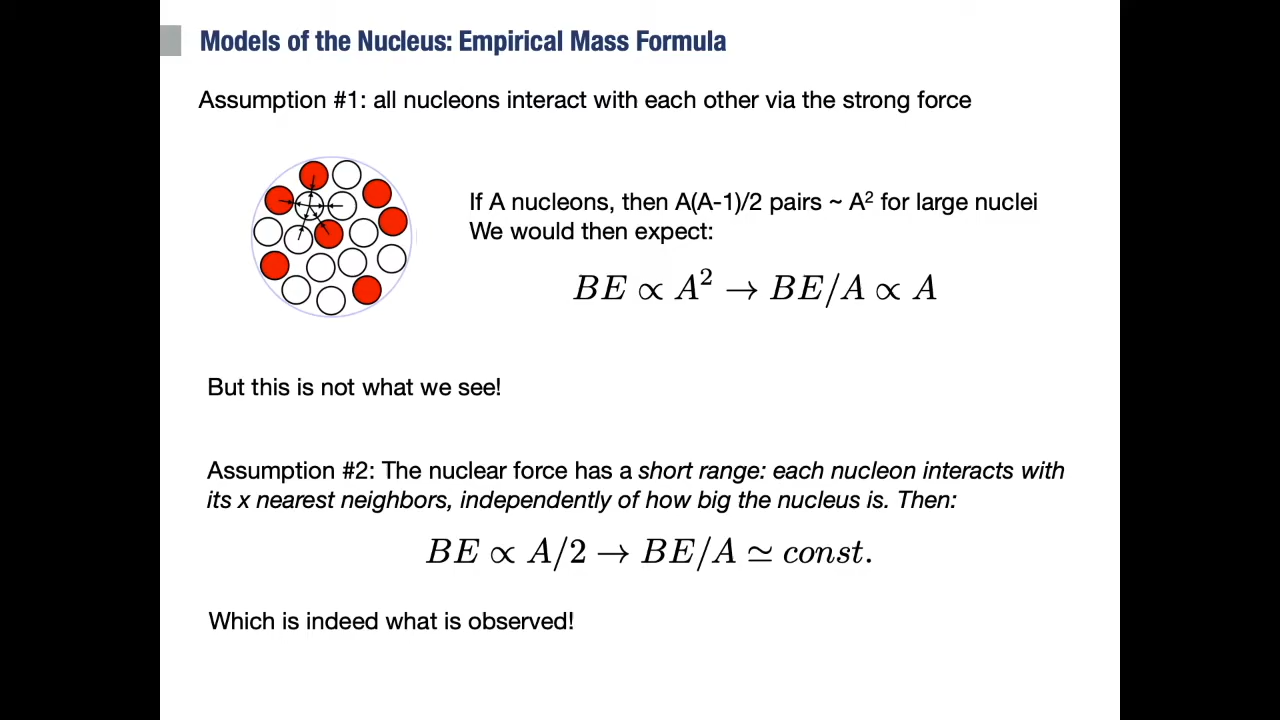 Models of the Nucleus: Empirical Mass Formula
Assumption #1: all nucleons interact with each other via the strong force
If A nucleons, then A(A-1)/2 pairs ~ A² for large nuclei
We would then expect:
BE ∝ A² → BE/A ∝ A
But this is not what we see!
Assumption #2: The nuclear force has a short range: each nucleon interacts with
its x nearest neighbors, independently of how big the nucleus is. Then:
BE ∝ A/2 → BE/A ≃ const.
Which is indeed what is observed!